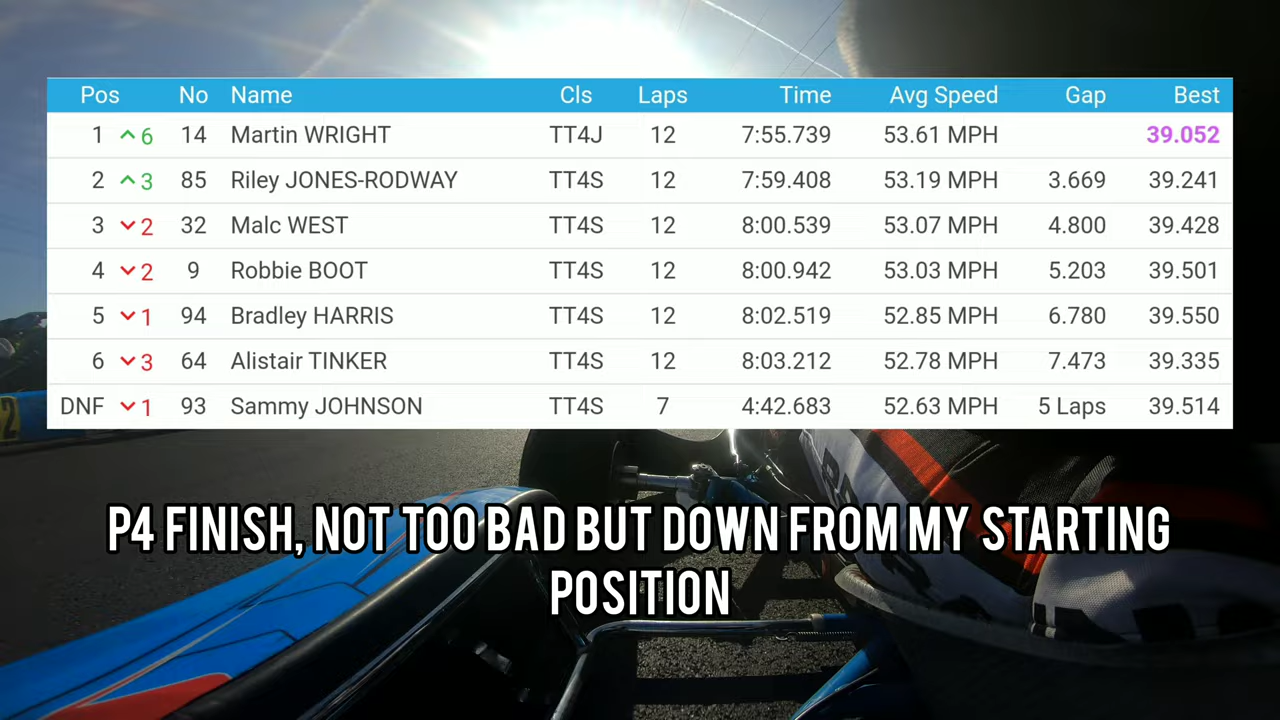 Pos No Name Cls Laps Time Avg Speed Gap Best
1 6 14 Martin WRIGHT TT4J 12 7:55.739 53.61 MPH 39.052
2 3 85 Riley JONES-RODWAY TT4S 12 7:59.408 53.19 MPH 3.669 39.241
3 2 32 Malc WEST TT4S 12 8:00.539 53.07 MPH 4.800 39.428
4 2 9 Robbie BOOT TT4S 12 8:00.942 53.03 MPH 5.203 39.501
5 1 94 Bradley HARRIS TT4S 12 8:02.519 52.85 MPH 6.780 39.550
6 3 64 Alistair TINKER TT4S 12 8:03.212 52.78 MPH 7.473 39.335
DNF 1 93 Sammy JOHNSON TT4S 7 4:42.683 52.63 MPH 5 Laps 39.514
P4 FINISH, NOT TOO BAD BUT DOWN FROM MY STARTING
POSITION